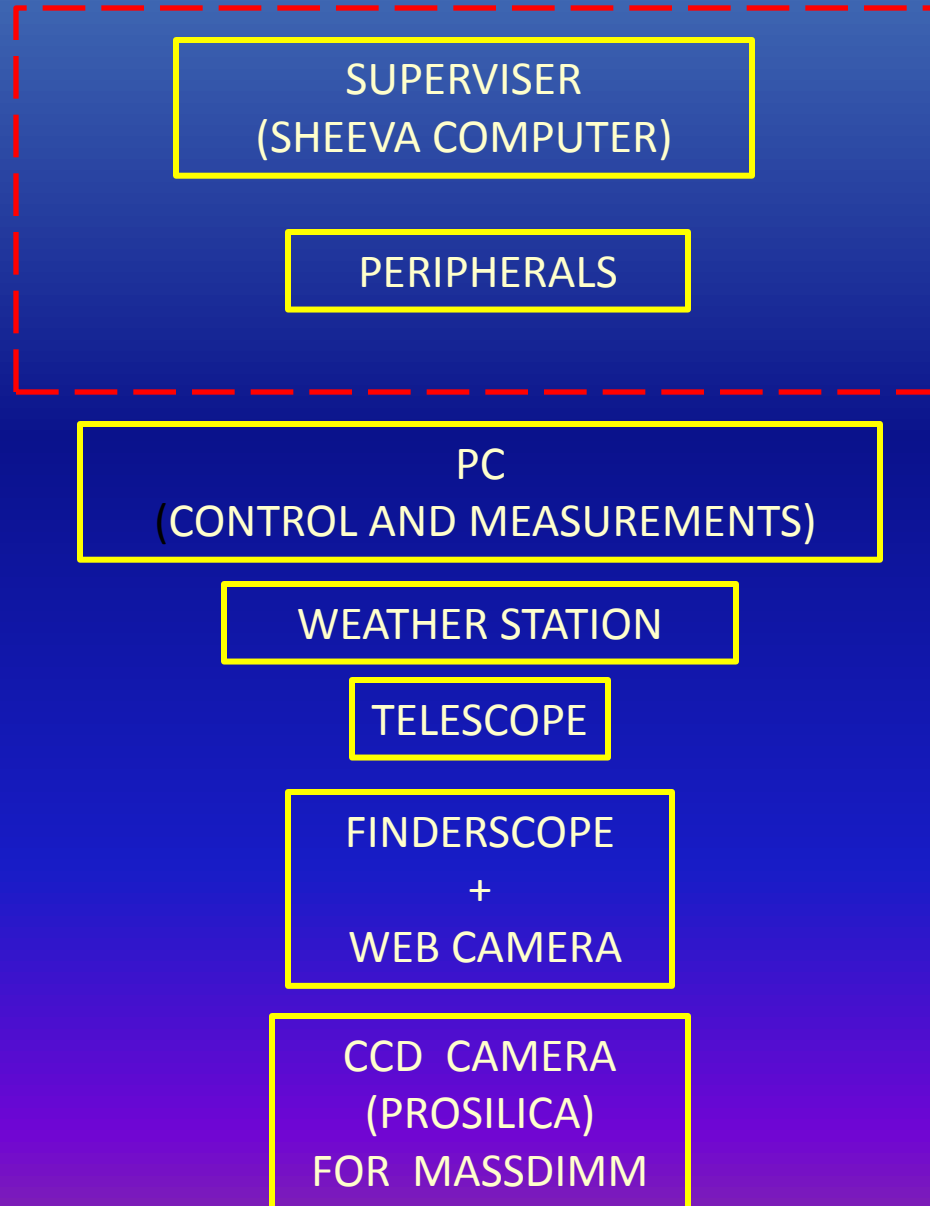 SUPERVISER
(SHEEVA COMPUTER)
PERIPHERALS
PC
(CONTROL AND MEASUREMENTS)
WEATHER STATION
TELESCOPE
FINDERSCOPE
+
WEB CAMERA
CCD CAMERA
(PROSILICA)
FOR MASSDIMM